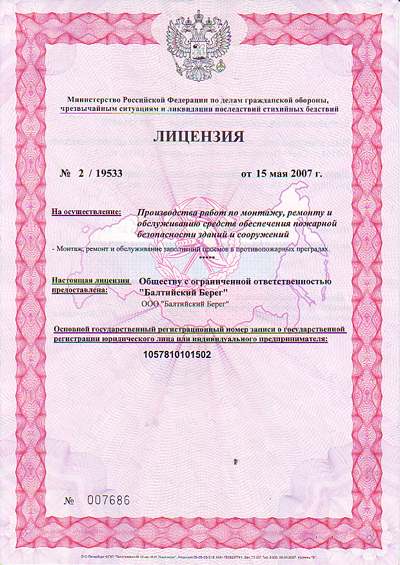 Министерство Российской Федерации по делам гражданской обороны,
чрезвычайным ситуациям и ликвидации последствий стихийных бедствий
ЛИЦЕНЗИЯ
№ 2 / 19533 от 15 мая 2007 г.
На осуществление: Производства работ по монтажу, ремонту и
обслуживанию средств обеспечения пожарной
безопасности зданий и сооружений
- Монтаж, ремонт и обслуживание заполнений проемов в противопожарных преградах.
*****
Настоящая лицензия Обществу с ограниченной ответственностью
предоставлена: "Балтийский Берег"
ООО "Балтийский Берег"
Основной государственный регистрационный номер записи о государственной
регистрации юридического лица или индивидуального предпринимателя:
1057810101502
№ 007686